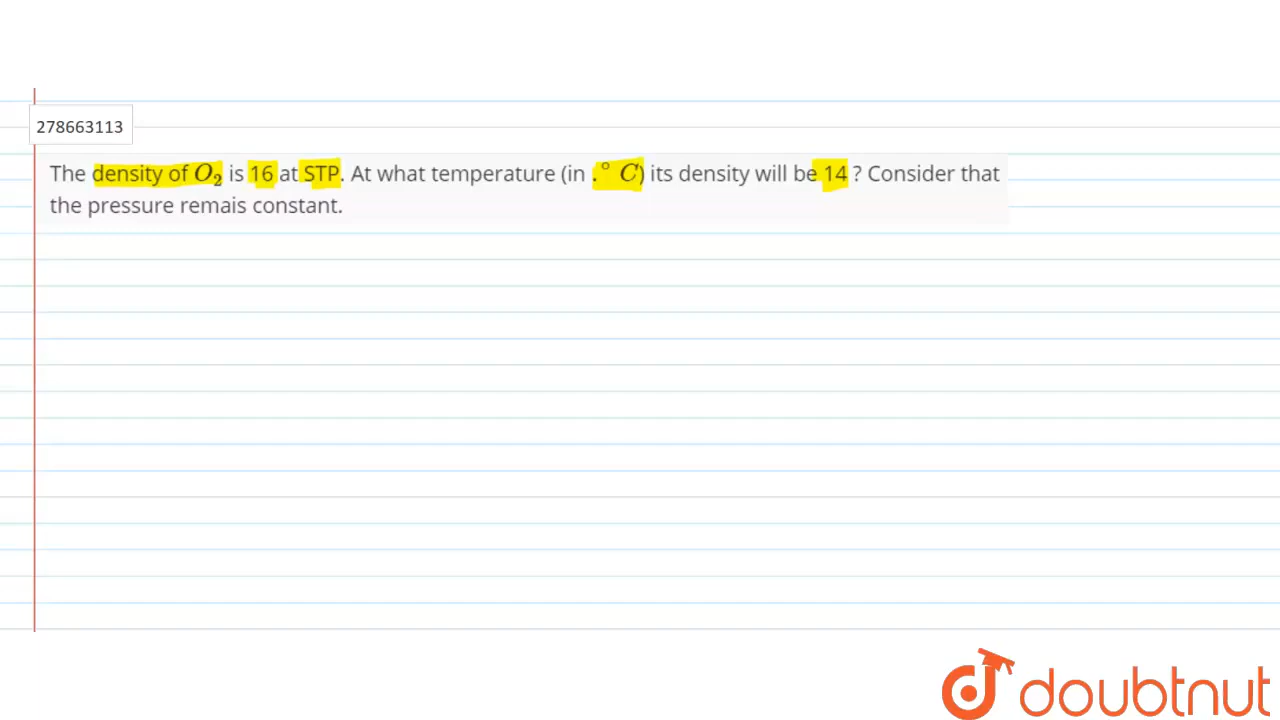 278663113
The density of O₂ is 16 at STP. At what temperature (in .° C) its density will be 14 ? Consider that
the pressure remais constant.
doubtnut